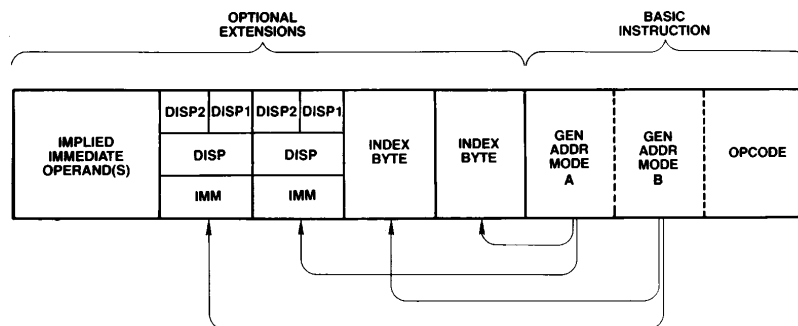 OPTIONAL
EXTENSIONS
BASIC
INSTRUCTION
IMPLIED
IMMEDIATE
OPERAND(S)
DISP2 DISP1 DISP2 DISP1
DISP DISP
IMM IMM
INDEX
BYTE
INDEX
BYTE
GEN
ADDR
MODE
A
GEN
ADDR
MODE
B
OPCODE